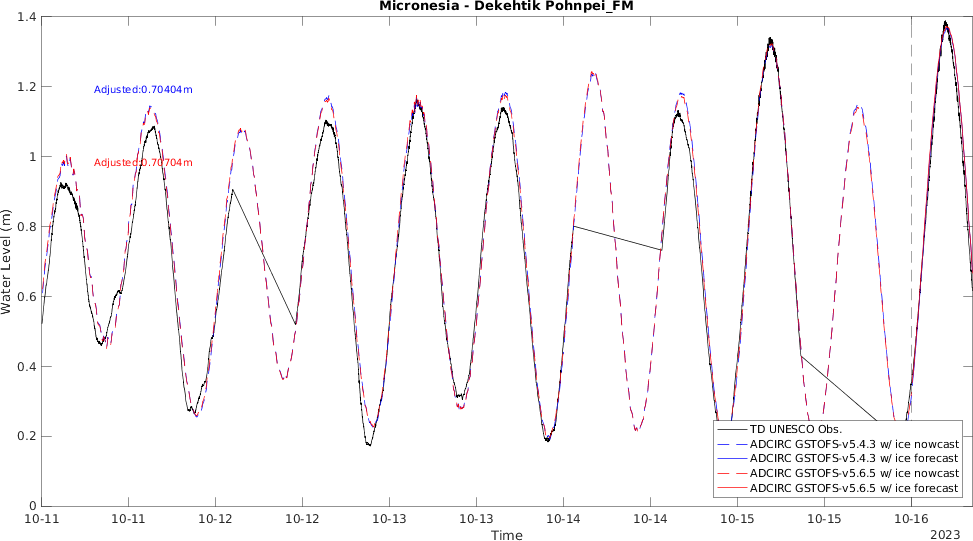 Micronesia - Dekehtik Pohnpei_FM
1.4
1.2
1
0.8
0.6
0.4
0.2
0
Water Level (m)
Adjusted:0.70404m
Adjusted:0.70704m
TD UNESCO Obs.
ADCIRC GSTOFS-v5.4.3 w/ ice nowcast
ADCIRC GSTOFS-v5.4.3 w/ ice forecast
ADCIRC GSTOFS-v5.6.5 w/ ice nowcast
ADCIRC GSTOFS-v5.6.5 w/ ice forecast
10-11 10-11 10-12 10-12 10-13 10-13 10-14 10-14 10-15 10-15 10-16
Time
2023